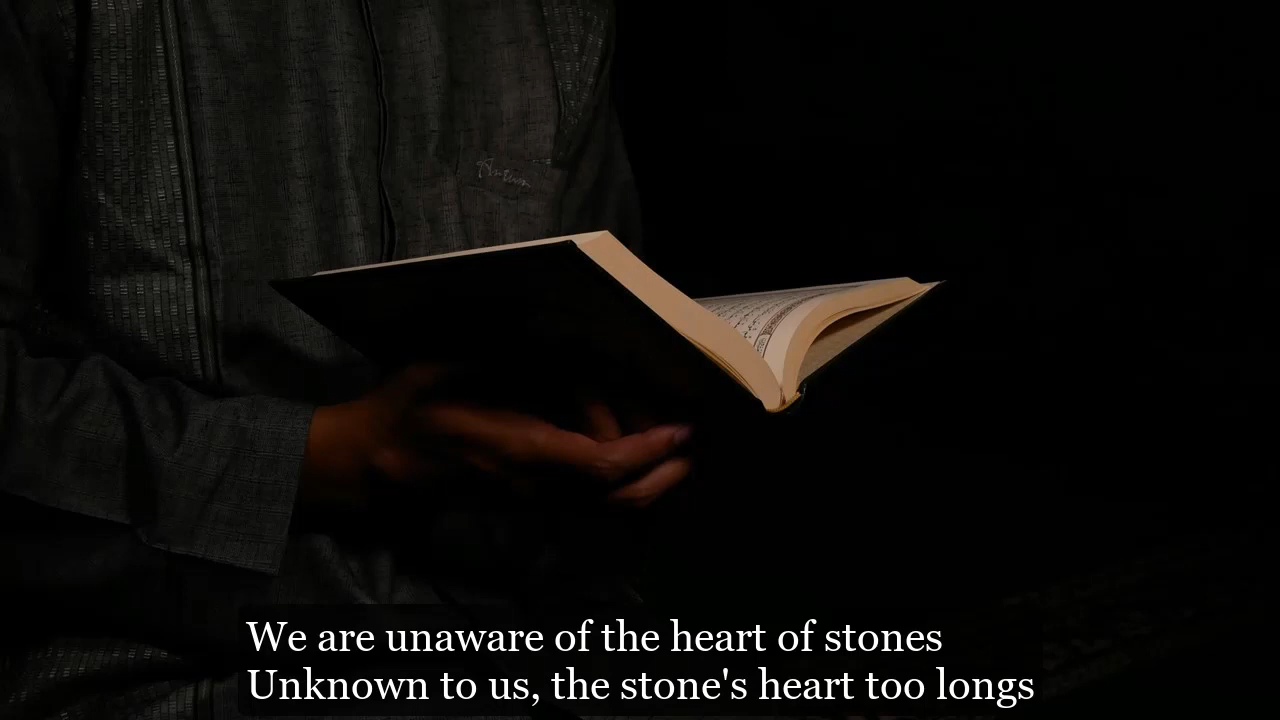 We are unaware of the heart of stones
Unknown to us, the stone's heart too longs